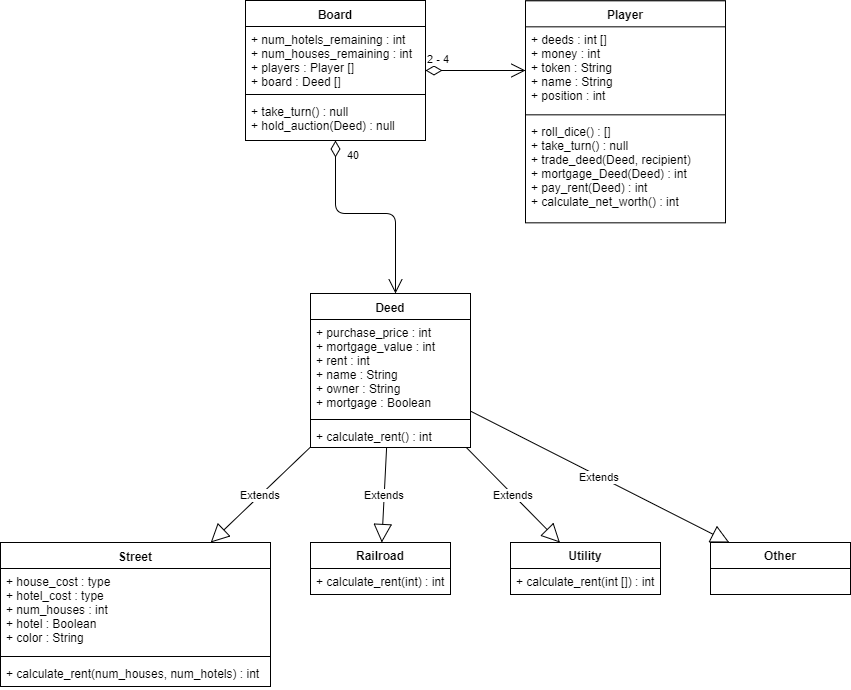 Board
+ num_hotels_remaining : int
+ num_houses_remaining : int
+ players : Player []
+ board : Deed []
+ take_turn() : null
+ hold_auction(Deed) : null
2 - 4
40
Player
+ deeds : int []
+ money : int
+ token : String
+ name : String
+ position : int
+ roll_dice() : []
+ take_turn() : null
+ trade_deed(Deed, recipient)
+ mortgage_Deed(Deed) : int
+ pay_rent(Deed) : int
+ calculate_net_worth() : int
Deed
+ purchase_price : int
+ mortgage_value : int
+ rent : int
+ name : String
+ owner : String
+ mortgage : Boolean
+ calculate_rent() : int
Extends
Extends
Extends
Extends
Street
+ house_cost : type
+ hotel_cost : type
+ num_houses : int
+ hotel : Boolean
+ color : String
+ calculate_rent(num_houses, num_hotels) : int
Railroad
+ calculate_rent(int) : int
Utility
+ calculate_rent(int []) : int
Other